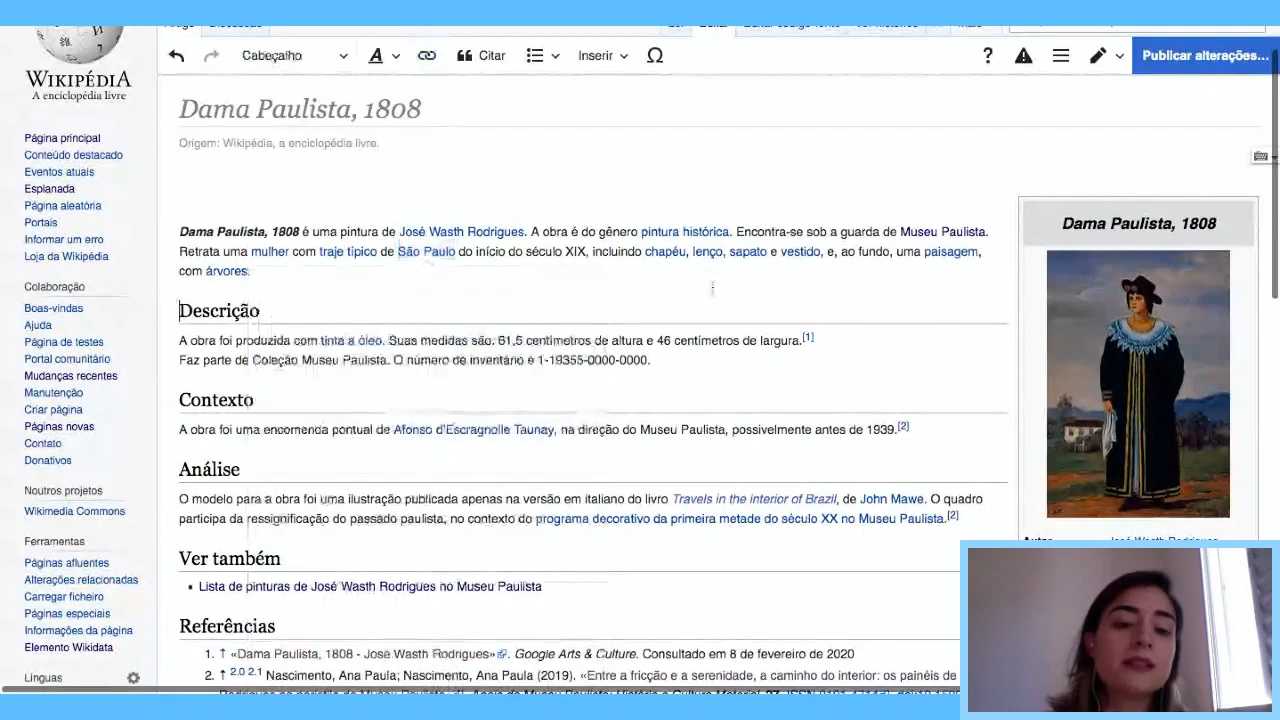 WIKIPÉDIA
A enciclopédia livre
Cabeçalho
A
Citar
Inserir
Ω
?
Publicar alterações...
Dama Paulista, 1808
Origem: Wikipédia, a enciclopédia livre.
Página principal
Conteúdo destacado
Eventos atuais
Esplanada
Página aleatória
Portais
Informar um erro
Loja da Wikipédia
Colaboração
Boas-vindas
Ajuda
Página de testes
Portal comunitário
Mudanças recentes
Manutenção
Criar página
Páginas novas
Contato
Donativos
Noutros projetos
Wikimedia Commons
Ferramentas
Páginas afluentes
Alterações relacionadas
Carregar ficheiro
Páginas especiais
Informações da página
Elemento Wikidata
Línguas
Dama Paulista, 1808 é uma pintura de José Wasth Rodrigues. A obra é do gênero pintura histórica. Encontra-se sob a guarda de Museu Paulista.
Retrata uma mulher com traje típico de São Paulo do início do século XIX, incluindo chapéu, lenço, sapato e vestido, e, ao fundo, uma paisagem,
com árvores.
Descrição
A obra foi produzida com tinta a óleo. Suas medidas são: 61,5 centímetros de altura e 46 centímetros de largura.[1]
Faz parte de Coleção Museu Paulista. O número de inventário é 1-19355-0000-0000.
Contexto
A obra foi uma encomenda pontual de Afonso d'Escragnolle Taunay, na direção do Museu Paulista, possivelmente antes de 1939.[2]
Análise
O modelo para a obra foi uma ilustração publicada apenas na versão em italiano do livro Travels in the interior of Brazil, de John Mawe. O quadro
participa da ressignificação do passado paulista, no contexto do programa decorativo da primeira metade do século XX no Museu Paulista.[2]
Ver também
• Lista de pinturas de José Wasth Rodrigues no Museu Paulista
Referências
1. ↑ «Dama Paulista, 1808 - José Wasth Rodrigues». Google Arts & Culture. Consultado em 8 de fevereiro de 2020
2. ↑ 2.0 2.1 Nascimento, Ana Paula; Nascimento, Ana Paula (2019). «Entre a fricção e a serenidade, a caminho do interior: os painéis de
Dama Paulista, 1808